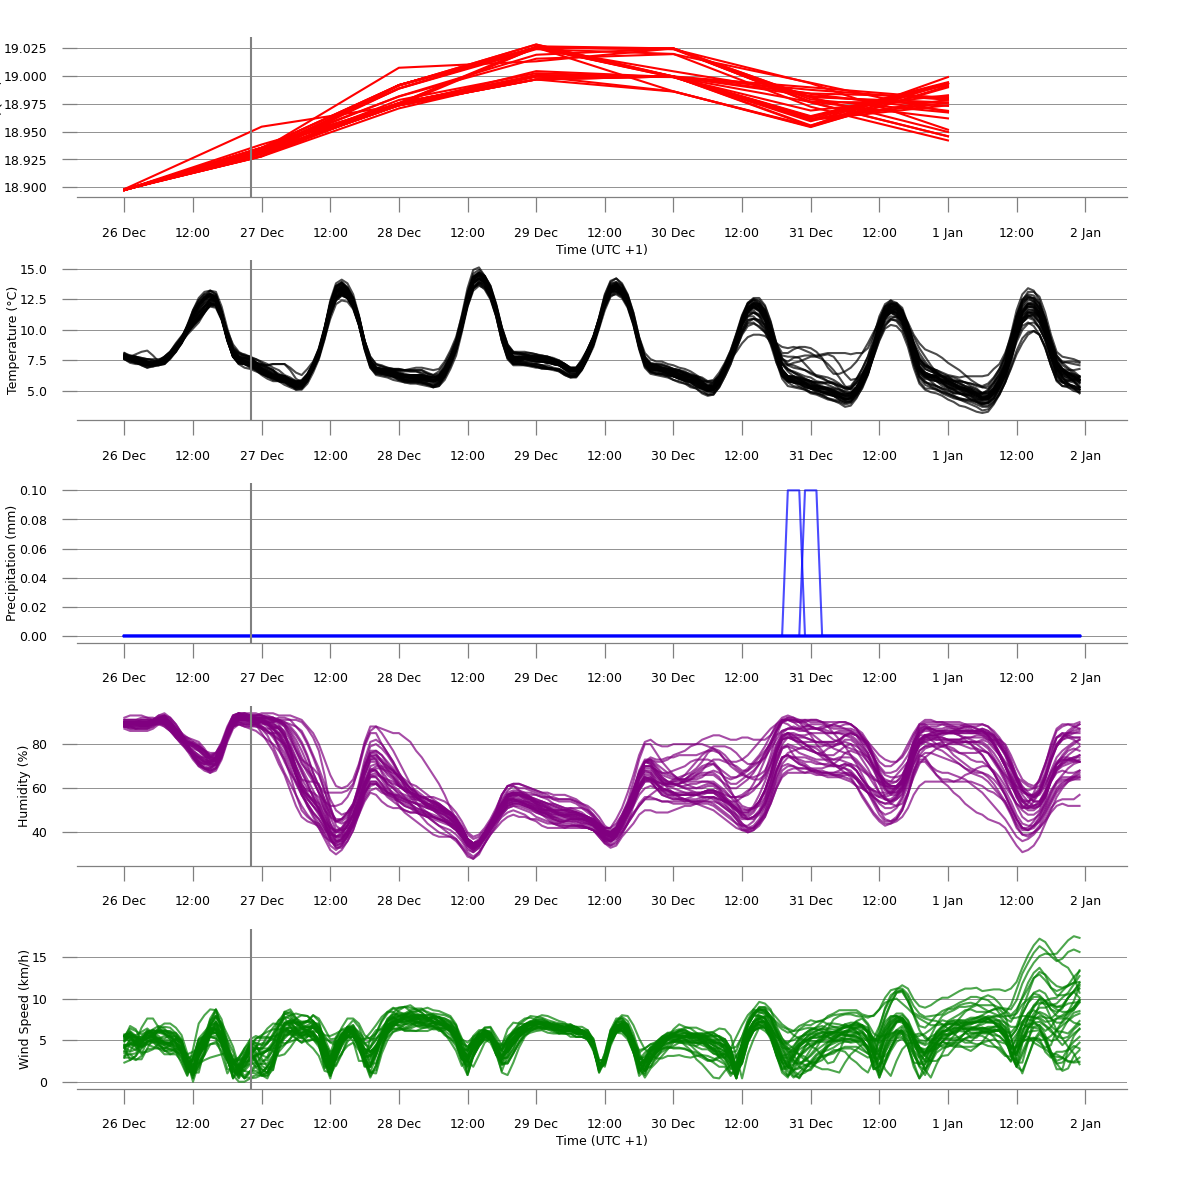 19.025
19.000
18.975
18.950
18.925
18.900
26 Dec 12:00 27 Dec 12:00 28 Dec 12:00 29 Dec 12:00 30 Dec 12:00 31 Dec 12:00 1 Jan 12:00 2 Jan
Time (UTC +1)
Temperature (°C)
15.0
12.5
10.0
7.5
5.0
26 Dec 12:00 27 Dec 12:00 28 Dec 12:00 29 Dec 12:00 30 Dec 12:00 31 Dec 12:00 1 Jan 12:00 2 Jan
Precipitation (mm)
0.10
0.08
0.06
0.04
0.02
0.00
26 Dec 12:00 27 Dec 12:00 28 Dec 12:00 29 Dec 12:00 30 Dec 12:00 31 Dec 12:00 1 Jan 12:00 2 Jan
Humidity (%)
80
60
40
26 Dec 12:00 27 Dec 12:00 28 Dec 12:00 29 Dec 12:00 30 Dec 12:00 31 Dec 12:00 1 Jan 12:00 2 Jan
Wind Speed (km/h)
15
10
5
0
26 Dec 12:00 27 Dec 12:00 28 Dec 12:00 29 Dec 12:00 30 Dec 12:00 31 Dec 12:00 1 Jan 12:00 2 Jan
Time (UTC +1)